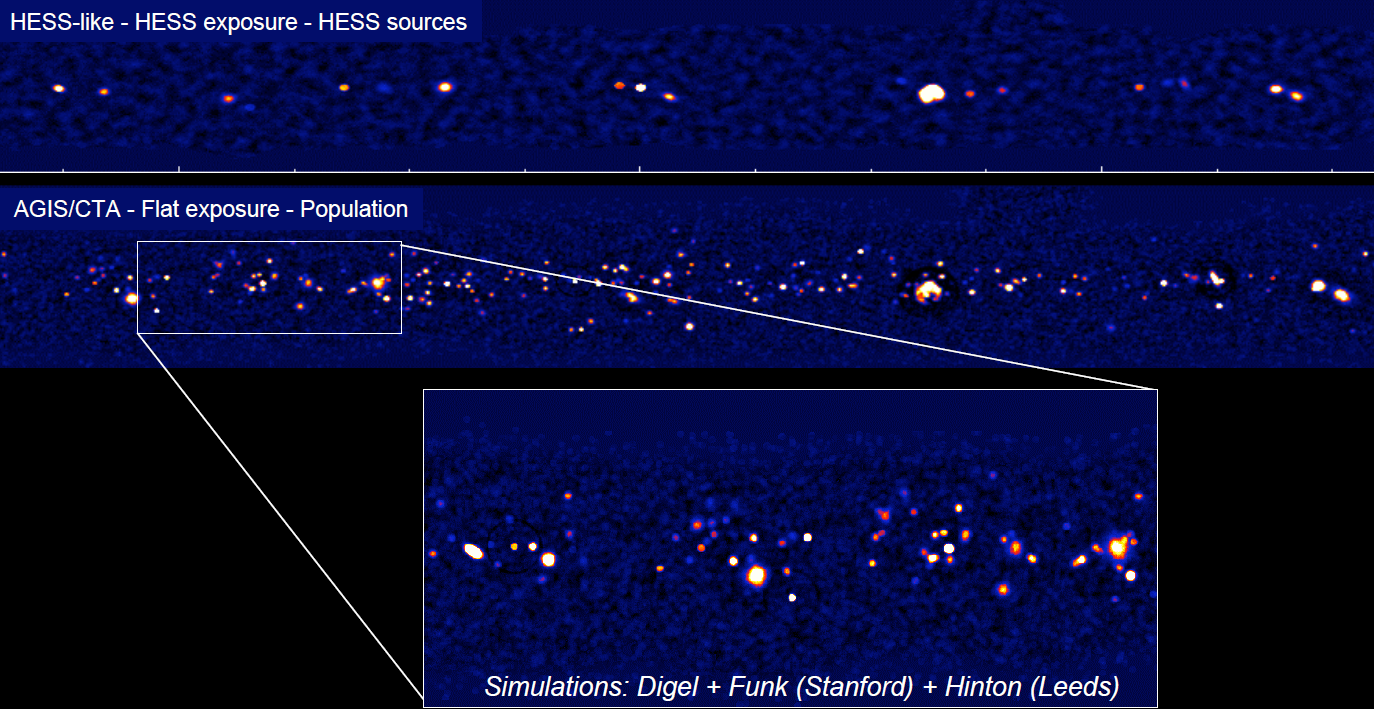 HESS-like - HESS exposure - HESS sources
AGIS/CTA - Flat exposure - Population
Simulations: Digel + Funk (Stanford) + Hinton (Leeds)